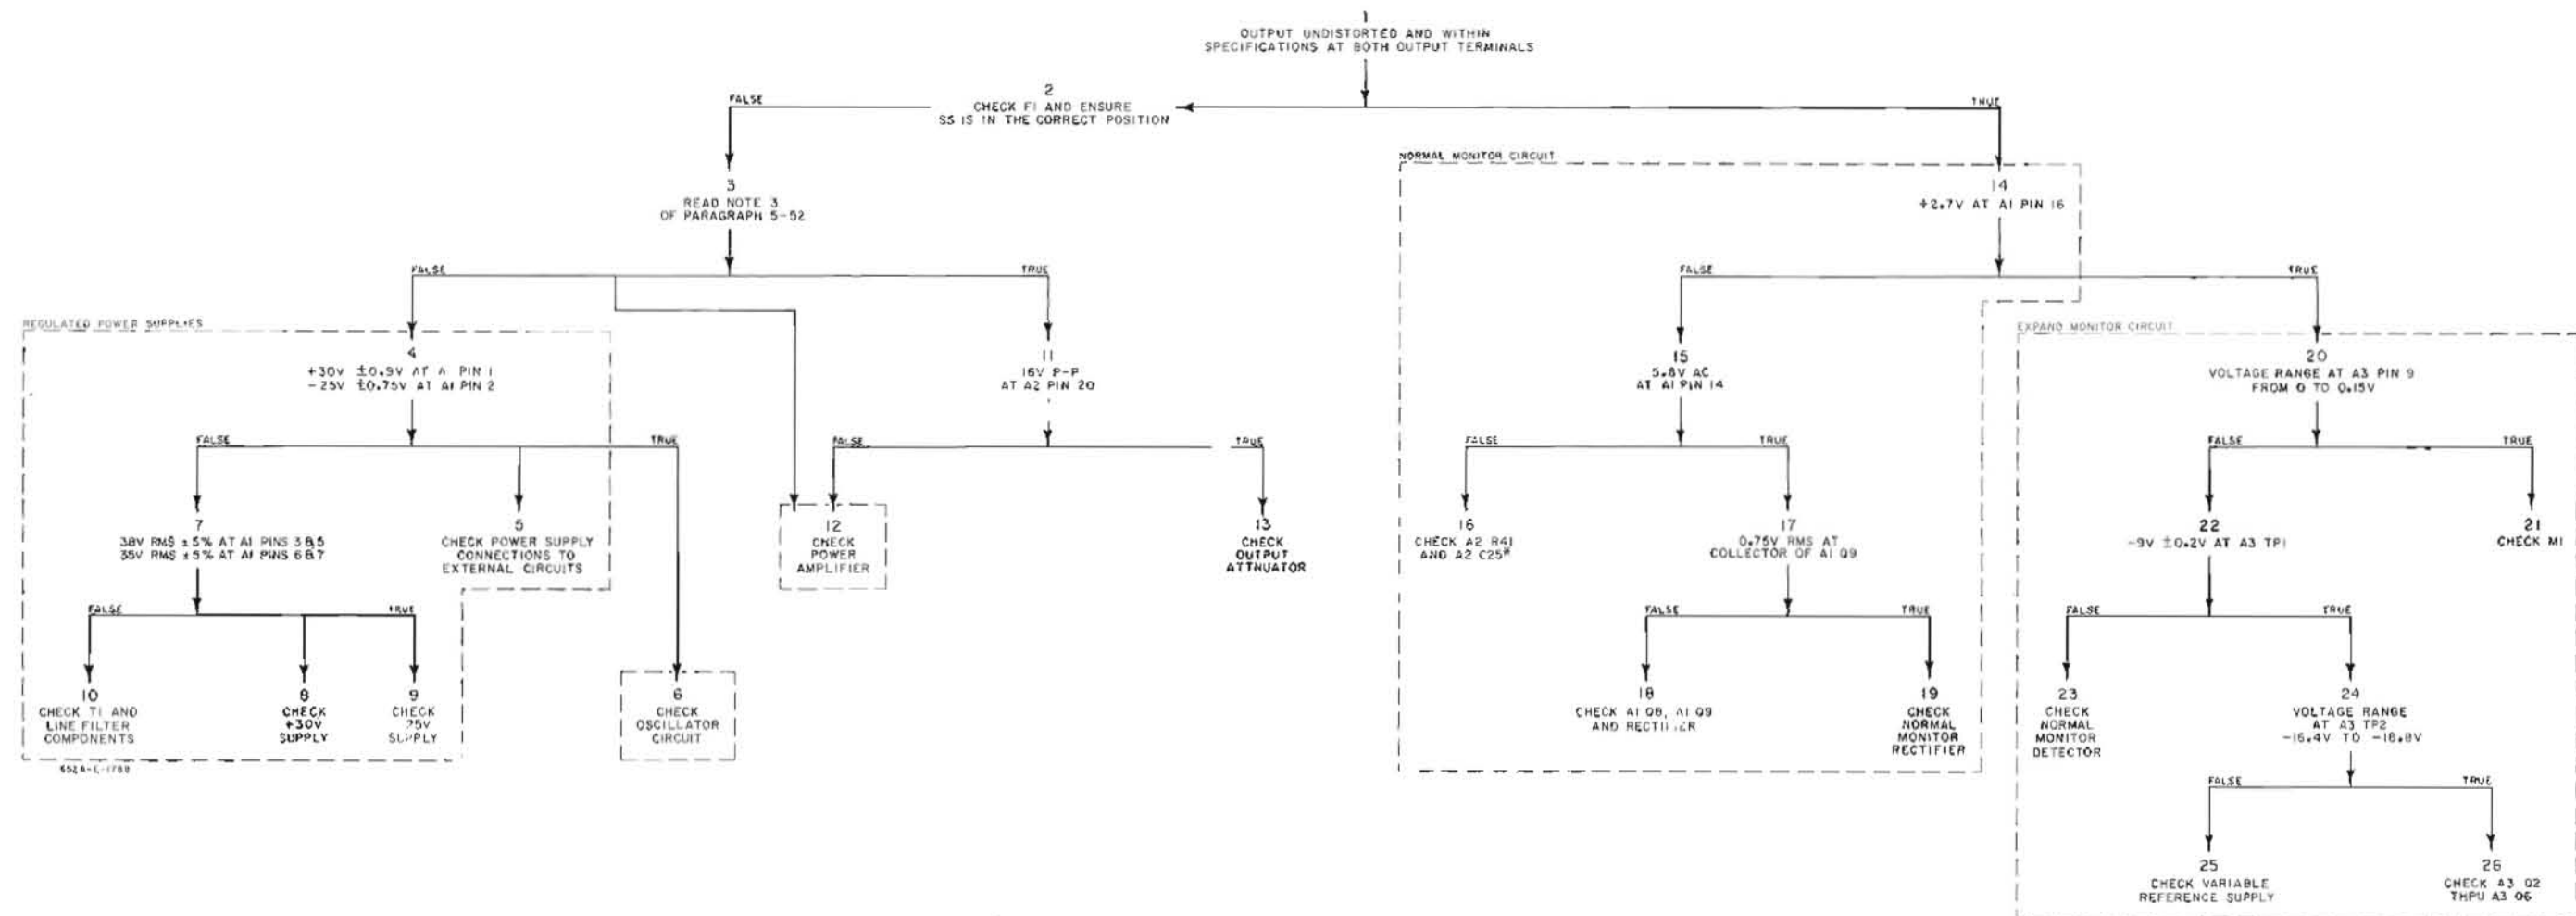 1
OUTPUT UNDISTORTED AND WITHIN
SPECIFICATIONS AT BOTH OUTPUT TERMINALS
2
CHECK F1 AND ENSURE
S5 IS IN THE CORRECT POSITION
FALSE
TRUE
3
READ NOTE 3
OF PARAGRAPH 5-52
FALSE
TRUE
REGULATED POWER SUPPLIES
4
+30V ±0.9V AT A PIN 1
-25V ±0.75V AT A1 PIN 2
FALSE
TRUE
7
38V RMS ±5% AT A1 PINS 3&5
35V RMS ±5% AT A1 PINS 6&7
5
CHECK POWER SUPPLY
CONNECTIONS TO
EXTERNAL CIRCUITS
FALSE
TRUE
10
CHECK T1 AND
LINE FILTER
COMPONENTS
8
CHECK
+30V
SUPPLY
9
CHECK
25V
SUPPLY
6
CHECK
OSCILLATOR
CIRCUIT
652A-E-1788
11
16V P-P
AT A2 PIN 20
FALSE
TRUE
12
CHECK
POWER
AMPLIFIER
13
CHECK
OUTPUT
ATTNUATOR
NORMAL MONITOR CIRCUIT
14
+2.7V AT A1 PIN 16
FALSE
TRUE
15
5.8V AC
AT A1 PIN 14
FALSE
TRUE
16
CHECK A2 R41
AND A2 C25*
17
0.75V RMS AT
COLLECTOR OF A1 Q9
FALSE
TRUE
18
CHECK A1 Q8, A1 Q9
AND RECTIFIER
19
CHECK
NORMAL
MONITOR
RECTIFIER
EXPAND MONITOR CIRCUIT
20
VOLTAGE RANGE AT A3 PIN 9
FROM 0 TO 0.15V
FALSE
TRUE
22
-9V ±0.2V AT A3 TP1
21
CHECK M1
FALSE
TRUE
23
CHECK
NORMAL
MONITOR
DETECTOR
24
VOLTAGE RANGE
AT A3 TP2
-16.4V TO -18.8V
FALSE
TRUE
25
CHECK VARIABLE
REFERENCE SUPPLY
26
CHECK A3 Q2
THRU A3 Q6